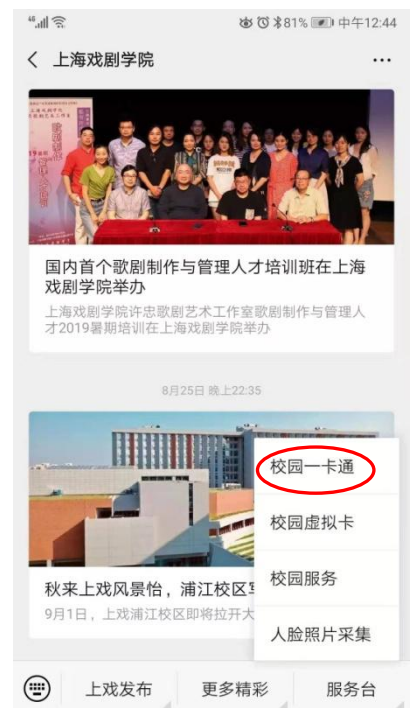 81% 中午12:44
上海戏剧学院
国内首个歌剧制作与管理人才培训班在上海
戏剧学院举办
上海戏剧学院许忠歌剧艺术工作室歌剧制作与管理人
才2019暑期培训在上海戏剧学院举办
8月25日 晚上22:35
校园一卡通
校园虚拟卡
校园服务
人脸照片采集
秋来上戏风景怡，浦江校区
9月1日，上戏浦江校区即将拉开大
上戏发布
更多精彩
服务台